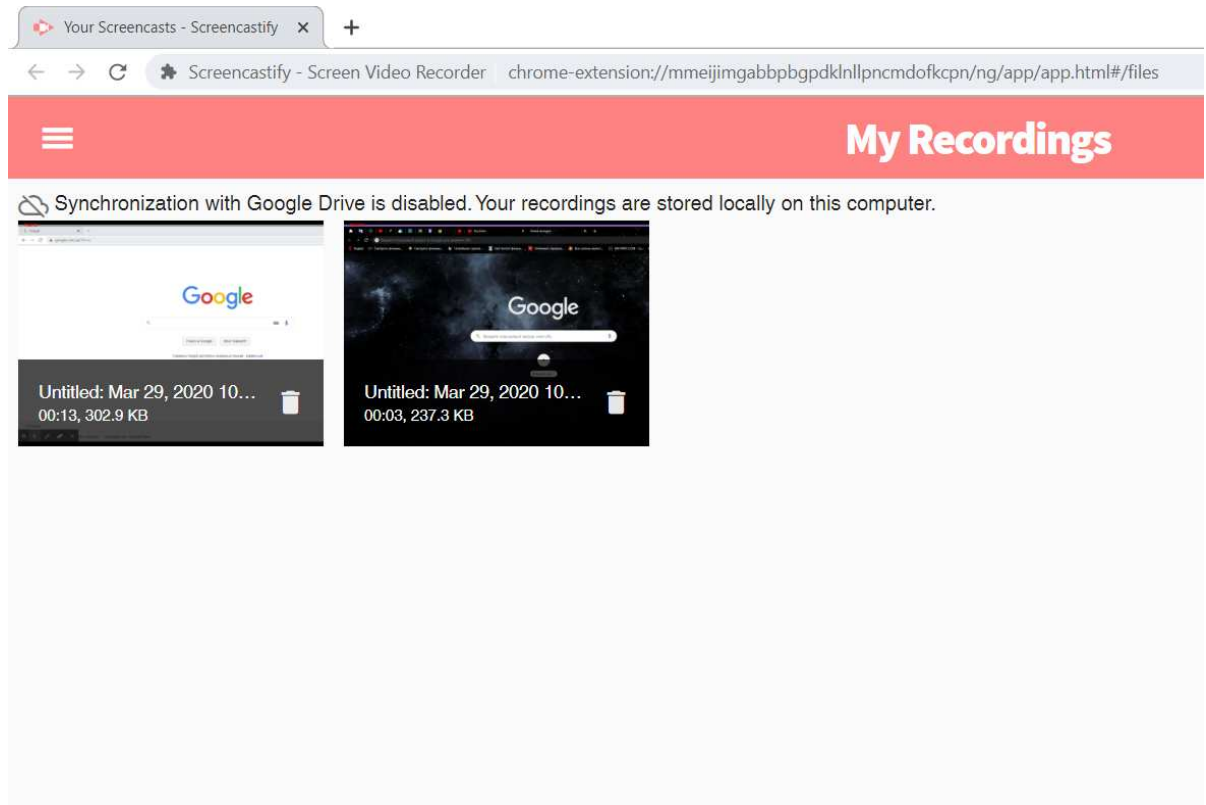 Your Screencasts - Screencastify
Screencastify - Screen Video Recorder chrome-extension://mmeijimgabbpbgpdklnllpncmdofkcpn/ng/app/app.html#/files
My Recordings
Synchronization with Google Drive is disabled. Your recordings are stored locally on this computer.
Google
Untitled: Mar 29, 2020 10...
00:13, 302.9 KB
Google
Untitled: Mar 29, 2020 10...
00:03, 237.3 KB